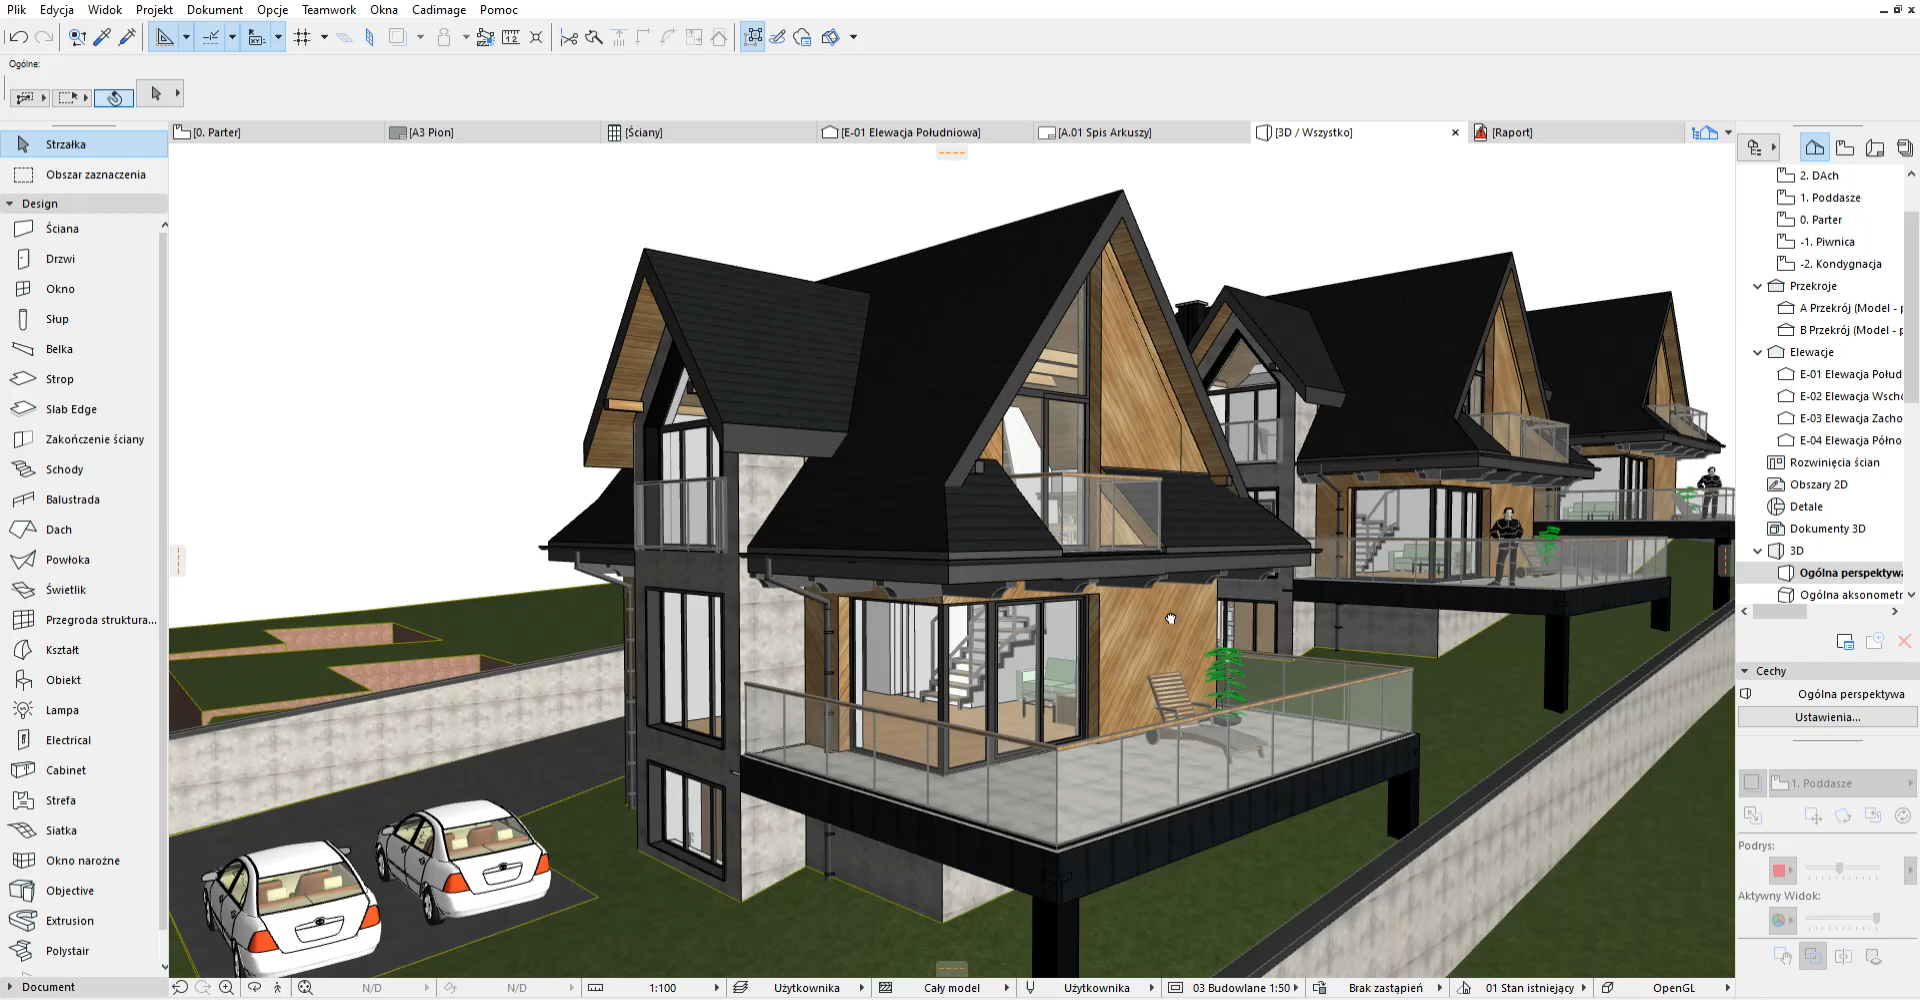 Plik Edycja Widok Projekt Dokument Opcje Teamwork Okna Cadimage Pomoc
Ogólne:
[0. Parter] [A3 Pion] [Ściany] [E-01 Elewacja Południowa] [A.01 Spis Arkuszy] [3D / Wszystko] [Raport]
Strzałka
Obszar zaznaczenia
Design
Ściana
Drzwi
Okno
Słup
Belka
Strop
Slab Edge
Zakończenie ściany
Schody
Balustrada
Dach
Powłoka
Świetlik
Przegroda struktura...
Kształt
Obiekt
Lampa
Electrical
Cabinet
Strefa
Siatka
Okno narożne
Objective
Extrusion
Polystair
Document
2. DAch
1. Poddasze
0. Parter
-1. Piwnica
-2. Kondygnacja
Przekroje
A Przekrój (Model - p
B Przekrój (Model - p
Elewacje
E-01 Elewacja Połud
E-02 Elewacja Wscho
E-03 Elewacja Zacho
E-04 Elewacja Półno
Rozwinięcia ścian
Obszary 2D
Detale
Dokumenty 3D
3D
Ogólna perspektywa
Ogólna aksonometr
Cechy
Ogólna perspektywa
Ustawienia...
1. Poddasze
Podrys:
Aktywny Widok:
N/D N/D 1:100 Użytkownika Cały model Użytkownika 03 Budowlane 1:50 Brak zastąpień 01 Stan istniejący OpenGL